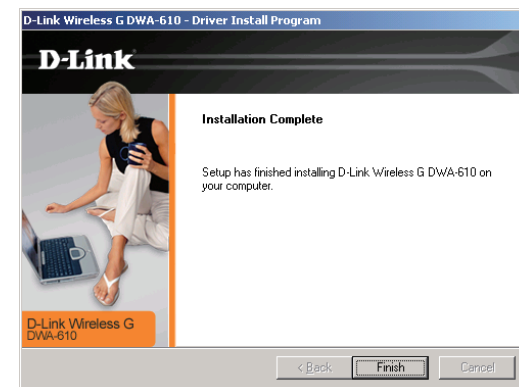 D-Link Wireless G DWA-610 - Driver Install Program
D-Link
Installation Complete
Setup has finished installing D-Link Wireless G DWA-610 on
your computer.
D-Link Wireless G
DWA-610
< Back
Finish
Cancel